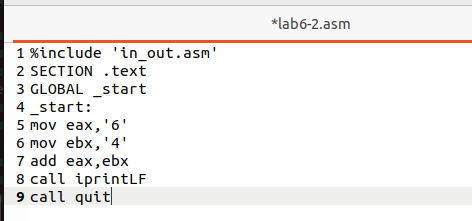 *lab6-2.asm
1 %include 'in_out.asm'
2 SECTION .text
3 GLOBAL _start
4 _start:
5 mov eax,'6'
6 mov ebx,'4'
7 add eax,ebx
8 call iprintLF
9 call quit